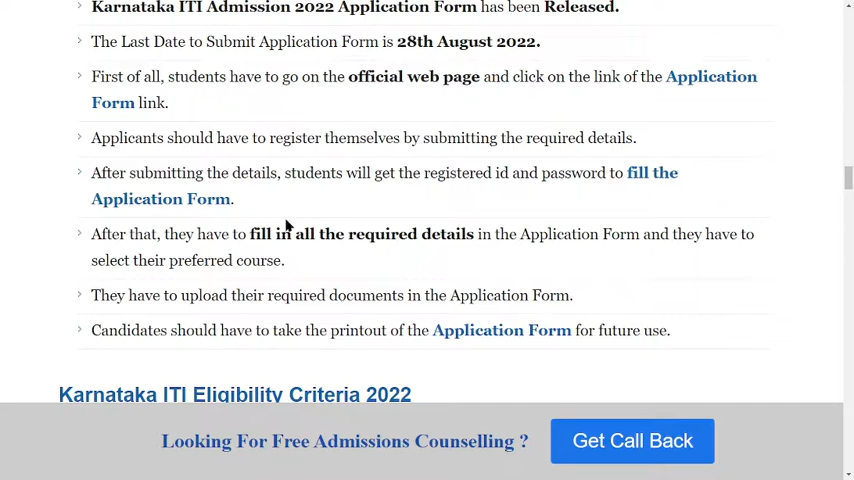 Karnataka ITI Admission 2022 Application Form has been Released.
The Last Date to Submit Application Form is 28th August 2022.
First of all, students have to go on the official web page and click on the link of the Application
Form link.
Applicants should have to register themselves by submitting the required details.
After submitting the details, students will get the registered id and password to fill the
Application Form.
After that, they have to fill in all the required details in the Application Form and they have to
select their preferred course.
They have to upload their required documents in the Application Form.
Candidates should have to take the printout of the Application Form for future use.
Karnataka ITI Eligibility Criteria 2022
Looking For Free Admissions Counselling ?
Get Call Back